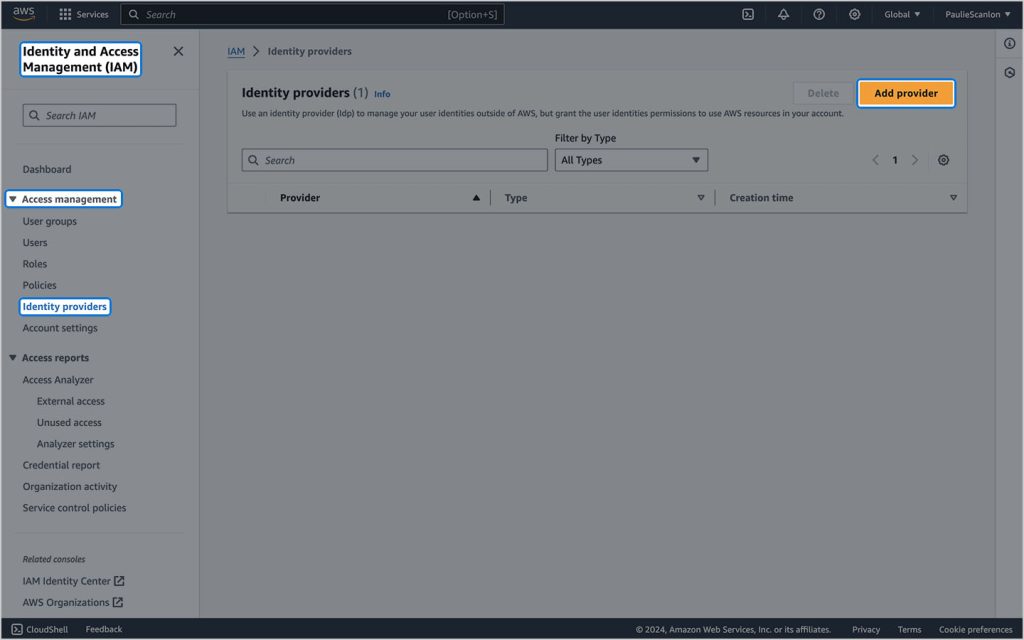 aws
Services
Search
[Option+S]
Global
PaulieScanlon
Identity and Access
Management (IAM)
Search IAM
Dashboard
Access management
User groups
Users
Roles
Policies
Identity providers
Account settings
Access reports
Access Analyzer
External access
Unused access
Analyzer settings
Credential report
Organization activity
Service control policies
Related consoles
IAM Identity Center
AWS Organizations
IAM > Identity providers
Identity providers (1) Info
Delete
Add provider
Use an identity provider (Idp) to manage your user identities outside of AWS, but grant the user identities permissions to use AWS resources in your account.
Filter by Type
Search
All Types
1
Provider
Type
Creation time
CloudShell
Feedback
© 2024, Amazon Web Services, Inc. or its affiliates.
Privacy
Terms
Cookie preferences